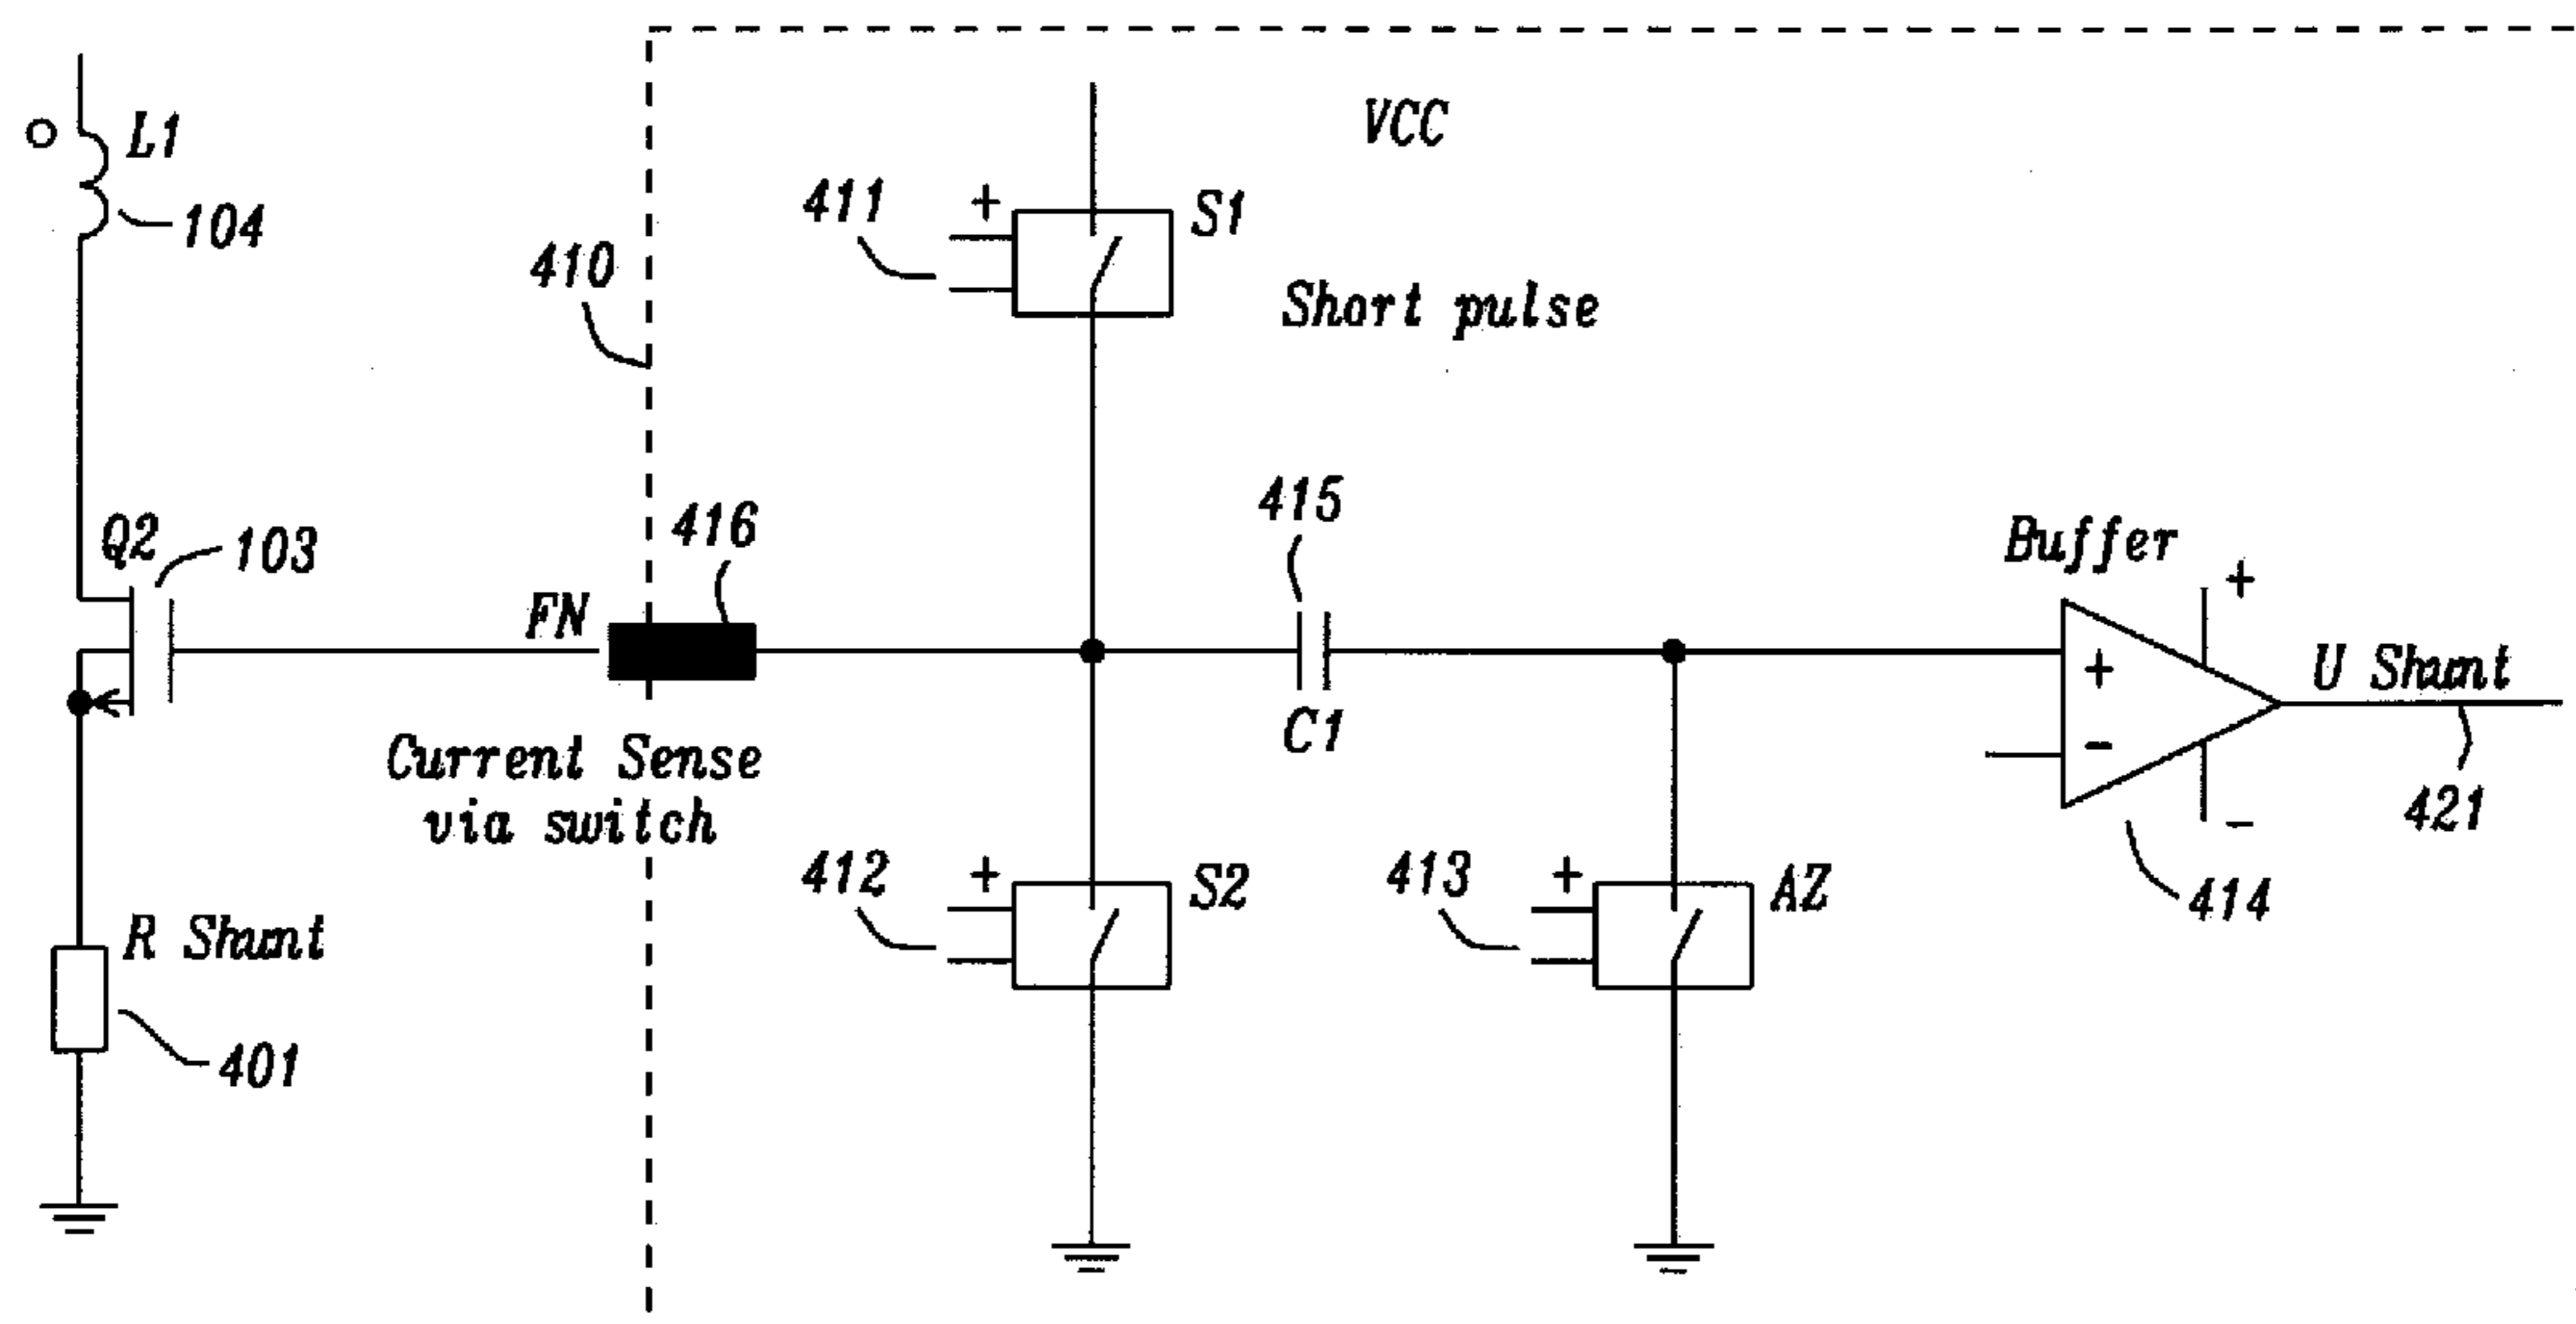 VCC
L1
104
411
+
S1
410
Short pulse
415
416
Q2
103
FN
Buffer
+
+
-
-
U Shunt
421
414
C1
Current Sense
via switch
412
+
S2
413
+
AZ
R Shunt
401